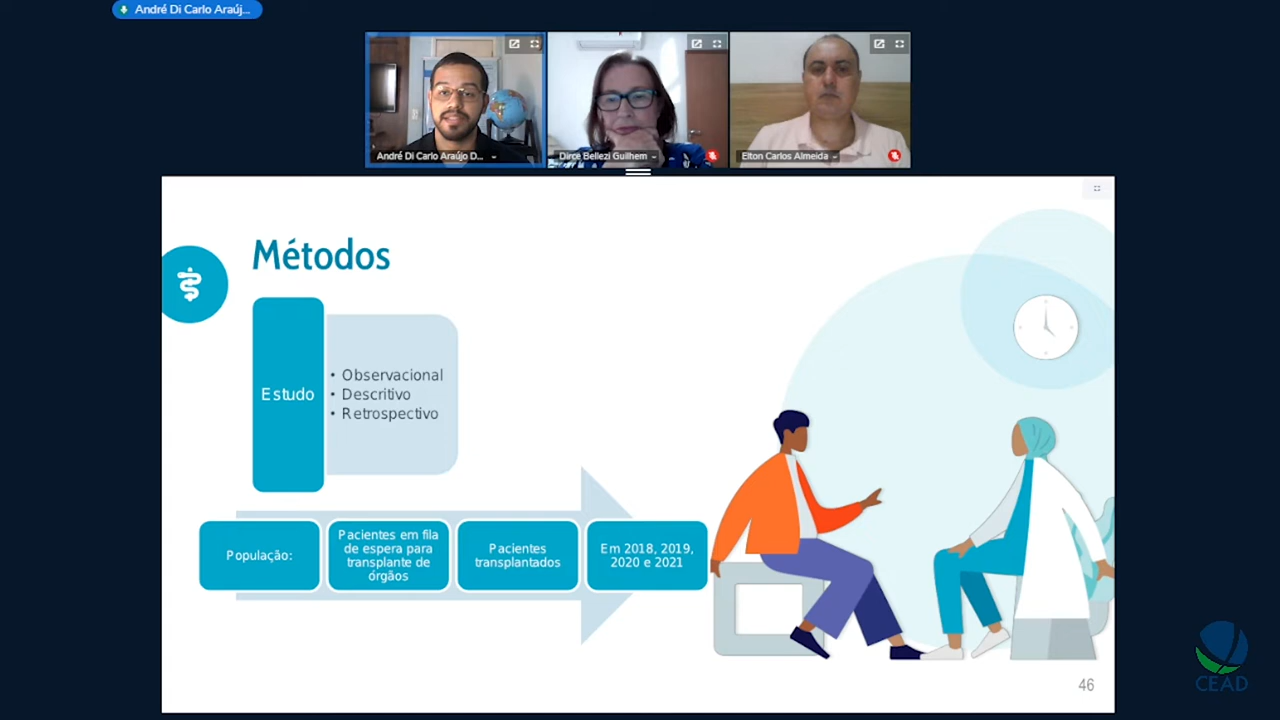 André Di Carlo Araúj...
André Di Carlo Araújo D...
Dirce Bellezi Guilhem
Elton Carlos Almeida
Métodos
Estudo
• Observacional
• Descritivo
• Retrospectivo
População:
Pacientes em fila
de espera para
transplante de
órgãos
Pacientes
transplantados
Em 2018, 2019,
2020 e 2021
46
CEAD